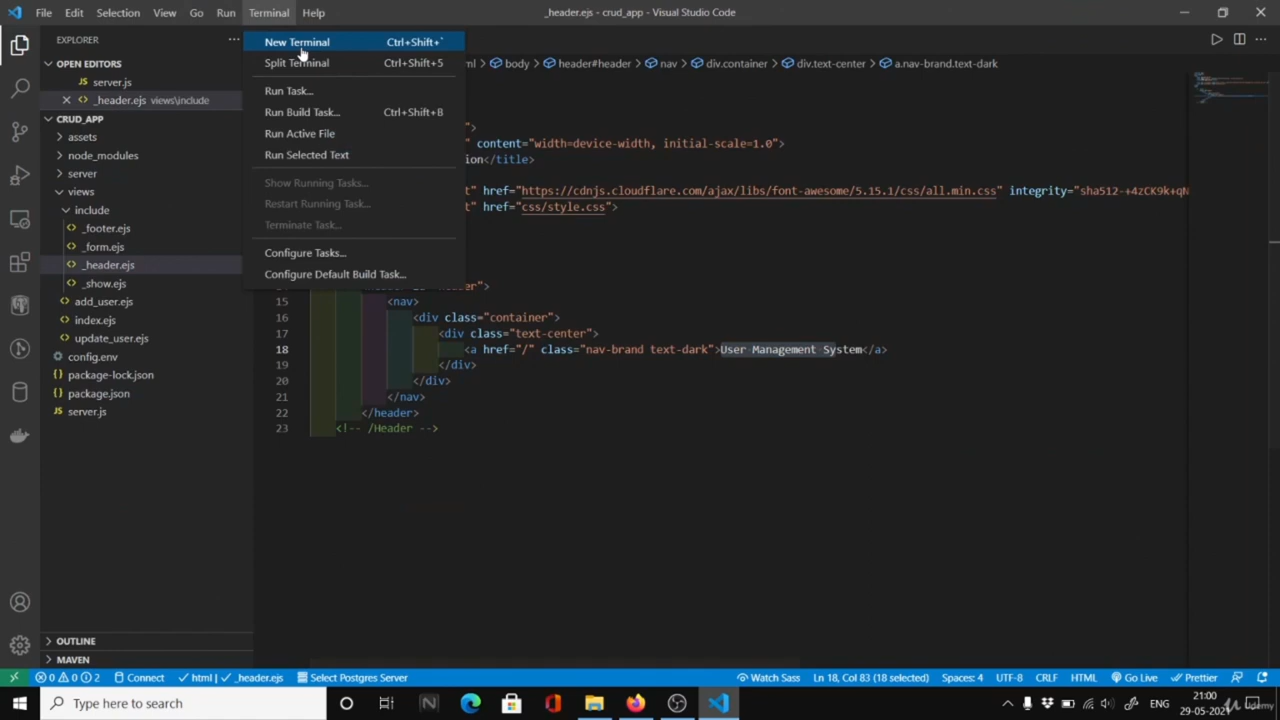 File Edit Selection View Go Run Terminal Help _header.ejs - crud_app - Visual Studio Code
EXPLORER ...
OPEN EDITORS
server.js
_header.ejs views\include
CRUD_APP
assets
node_modules
server
views
include
_footer.ejs
_form.ejs
_header.ejs
_show.ejs
add_user.ejs
index.ejs
update_user.ejs
config.env
package-lock.json
package.json
server.js
OUTLINE
MAVEN
New Terminal Ctrl+Shift+`
Split Terminal Ctrl+Shift+5
Run Task...
Run Build Task... Ctrl+Shift+B
Run Active File
Run Selected Text
Show Running Tasks...
Restart Running Task...
Terminate Task...
Configure Tasks...
Configure Default Build Task...
ml > body > header#header > nav > div.container > div.text-center > a.nav-brand.text-dark
">
" content="width=device-width, initial-scale=1.0">
ion</title>
t" href="https://cdnjs.cloudflare.com/ajax/libs/font-awesome/5.15.1/css/all.min.css" integrity="sha512-+4zCK9k+qN
t" href="css/style.css">
">
15 <nav>
16 <div class="container">
17 <div class="text-center">
18 <a href="/" class="nav-brand text-dark">User Management System</a>
19 </div>
20 </div>
21 </nav>
22 </header>
23 <!-- /Header -->
0 0 2 Connect html | _header.ejs Select Postgres Server Watch Sass Ln 18, Col 83 (18 selected) Spaces: 4 UTF-8 CRLF HTML Go Live Prettier
Type here to search
ENG
21:00
29-05-2021
Udemy